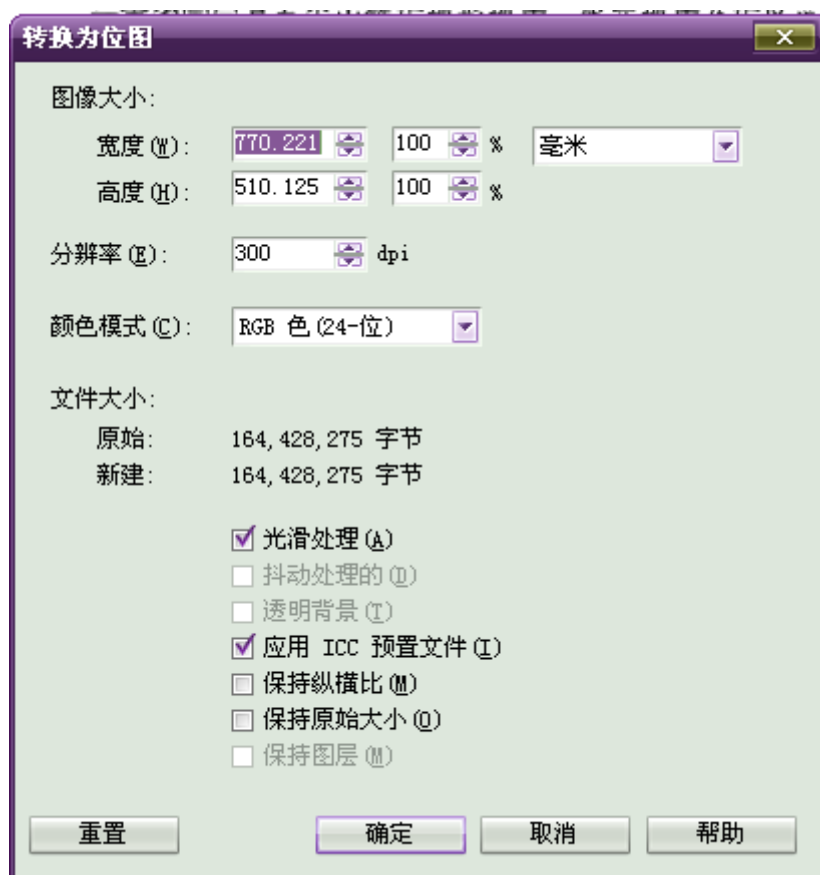 转换为位图
图像大小:
宽度(W): 770.221 100 % 毫米
高度(H): 510.125 100 %
分辨率(E): 300 dpi
颜色模式(C): RGB 色(24-位)
文件大小:
原始: 164,428,275 字节
新建: 164,428,275 字节
光滑处理(A)
抖动处理的(D)
透明背景(T)
应用 ICC 预置文件(I)
保持纵横比(M)
保持原始大小(O)
保持图层(M)
重置 确定 取消 帮助